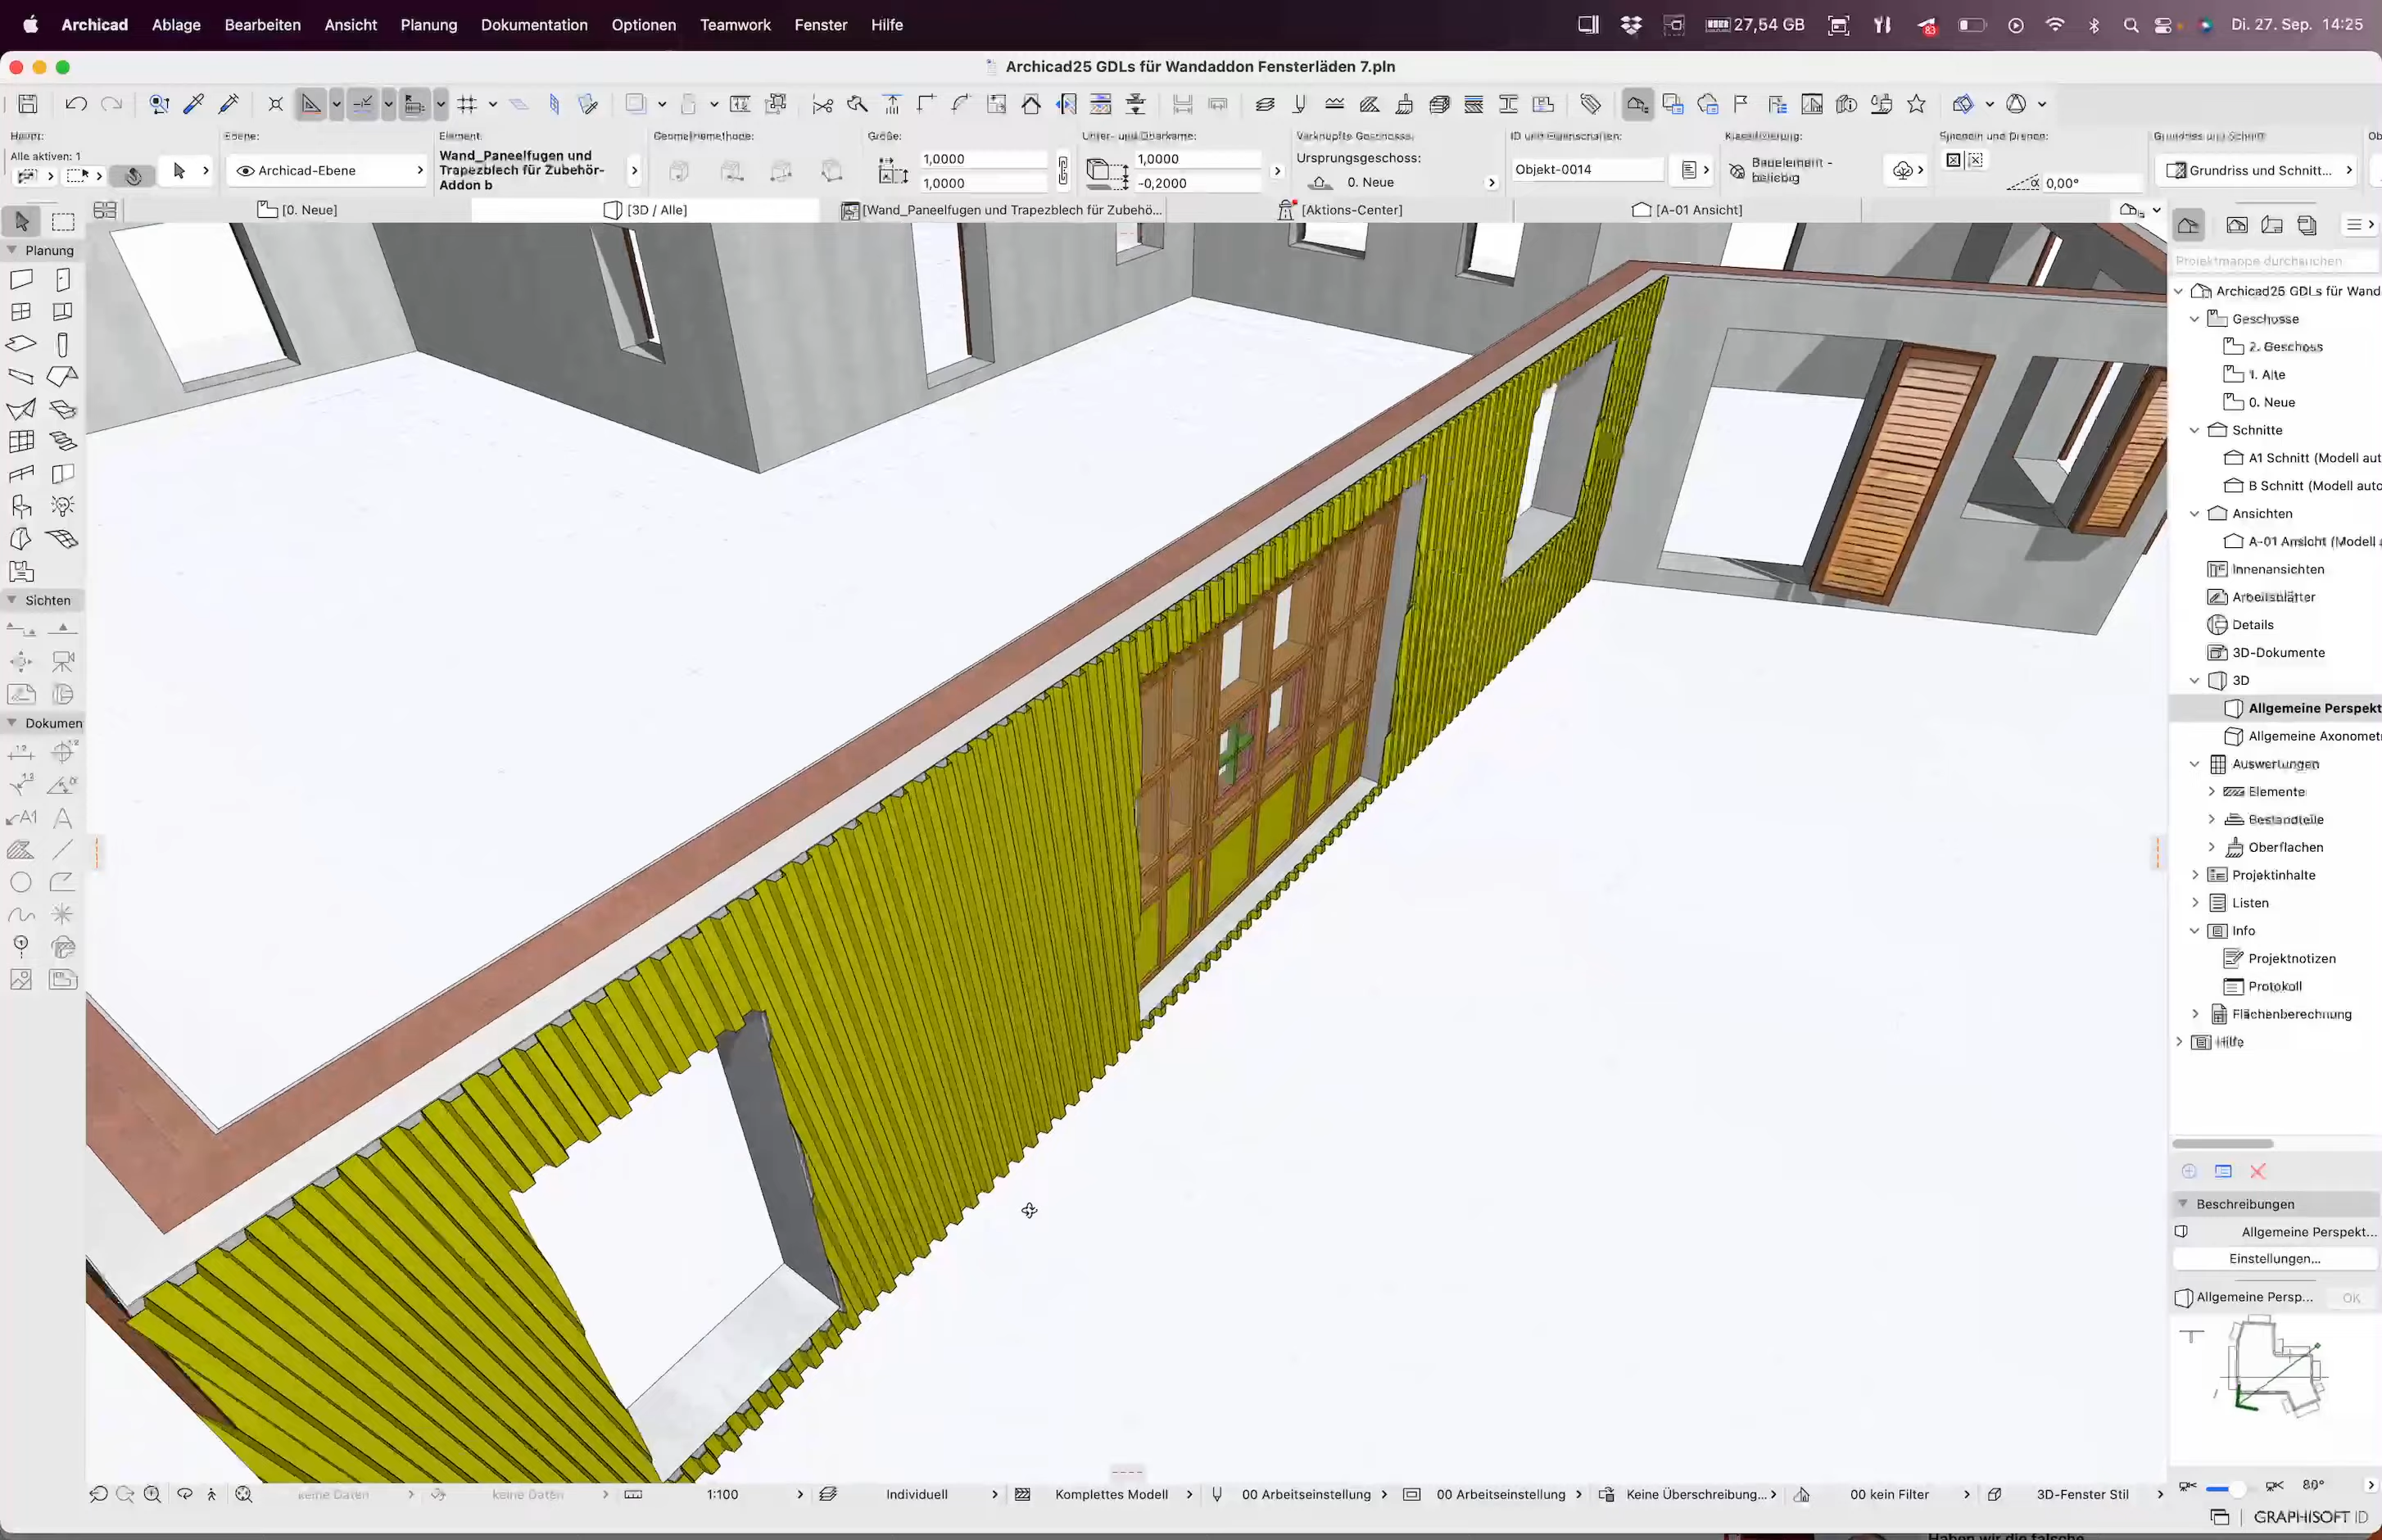 Archicad Ablage Bearbeiten Ansicht Planung Dokumentation Optionen Teamwork Fenster Hilfe 27,54 GB 83 Di. 27. Sep. 14:25
Archicad25 GDLs für Wandaddon Fensterläden 7.pln
Haupt: Ebene: Element: Geometriemethode: Größe: Unter- und Oberkante: Verknüpfte Geschosse: ID und Eigenschaften: Klassifizierung: Spiegeln und Drehen: Grundriss und Schnitt
Alle aktiven: 1
Archicad-Ebene
Wand_Paneelfugen und
Trapezblech für Zubehör-
Addon b
1,0000
1,0000
1,0000
-0,2000
Ursprungsgeschoss:
0. Neue
Objekt-0014
Bauelement -
beliebig
0,00°
Grundriss und Schnitt...
[0. Neue] [3D / Alle] [Wand_Paneelfugen und Trapezblech für Zubehö... [Aktions-Center] [A-01 Ansicht]
Planung
Sichten
Dokumen
Projektmappe durchsuchen
Archicad25 GDLs für Wand
Geschosse
2. Geschoss
1. Alte
0. Neue
Schnitte
A1 Schnitt (Modell aut
B Schnitt (Modell auto
Ansichten
A-01 Ansicht (Modell
Innenansichten
Arbeitsblätter
Details
3D-Dokumente
3D
Allgemeine Perspekt
Allgemeine Axonomet
Auswertungen
Elemente
Bestandteile
Oberflächen
Projektinhalte
Listen
Info
Projektnotizen
Protokoll
Flächenberechnung
Hilfe
Beschreibungen
Allgemeine Perspekt...
Einstellungen...
Allgemeine Persp... OK
80°
keine Daten keine Daten 1:100 Individuell Komplettes Modell 00 Arbeitseinstellung 00 Arbeitseinstellung Keine Überschreibung... 00 kein Filter 3D-Fenster Stil
GRAPHISOFT ID